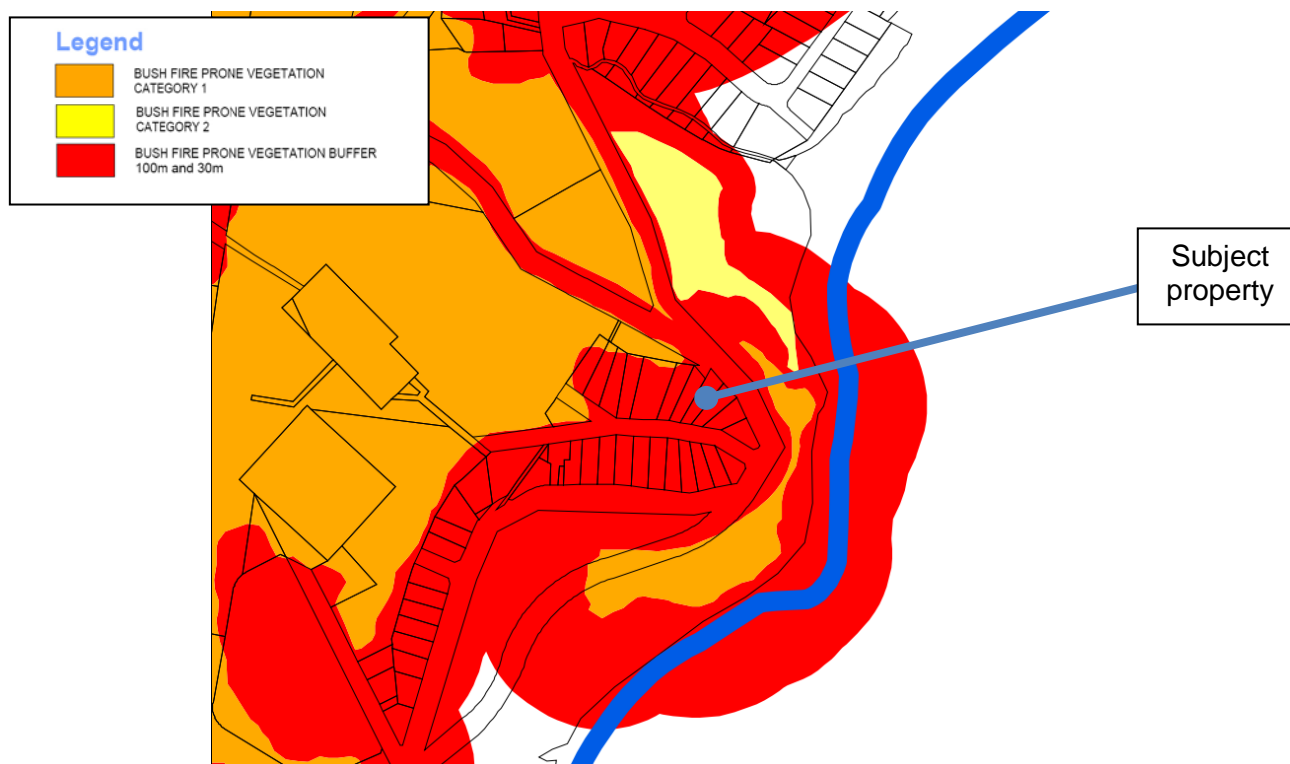 Legend
BUSH FIRE PRONE VEGETATION
CATEGORY 1
BUSH FIRE PRONE VEGETATION
CATEGORY 2
BUSH FIRE PRONE VEGETATION BUFFER
100m and 30m
Subject
property